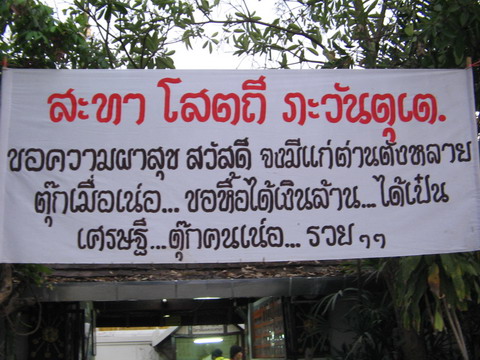 สะทา โสตถี ภะวันตุเต.
ขอความผาสุข สวัสดี จงมีแก่ต่านตังหลาย
ตุ๊กเมื่อเน่อ... ขอหื้อได้เงินล้าน... ได้เป๋น
เศรษฐี... ตุ๊กคนเน่อ... รวย ๆๆ